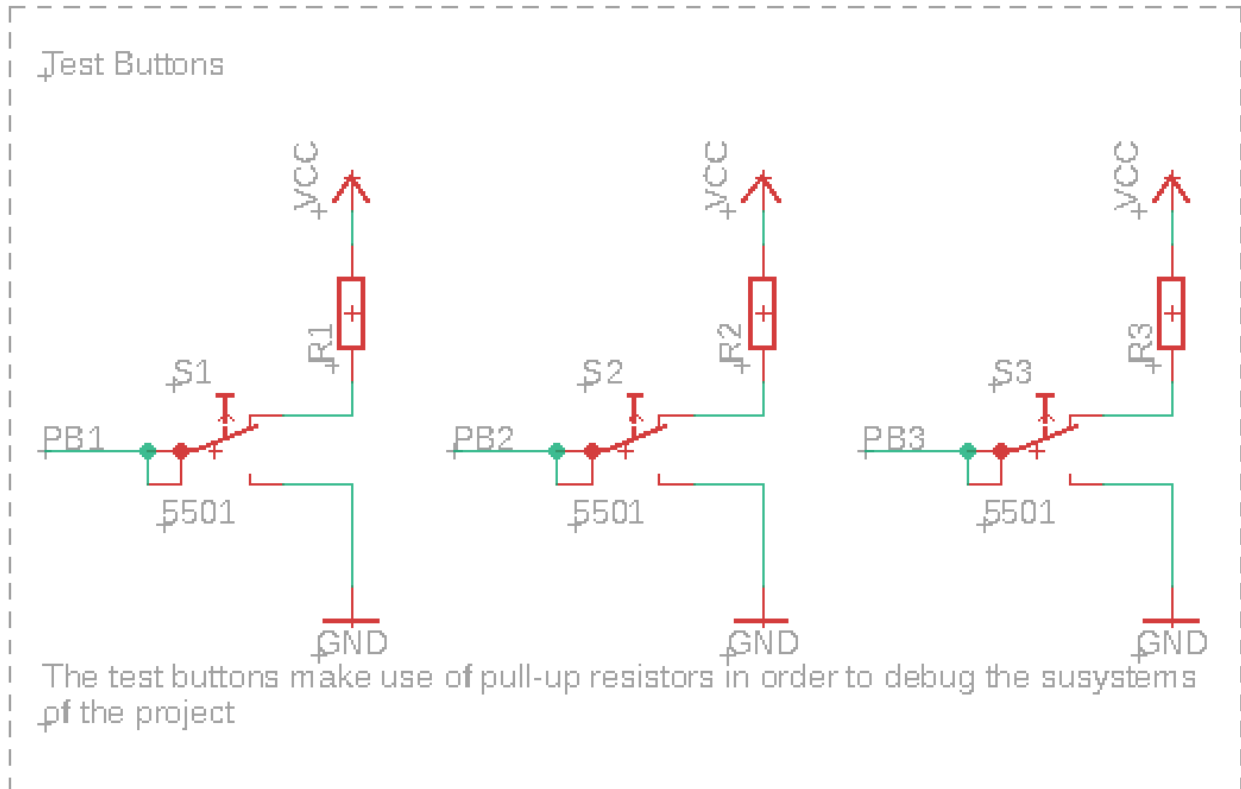 Test Buttons
VCC VCC VCC
R1 R2 R3
S1 S2 S3
PB1 PB2 PB3
5501 5501 5501
GND GND GND
The test buttons make use of pull-up resistors in order to debug the susystems
of the project